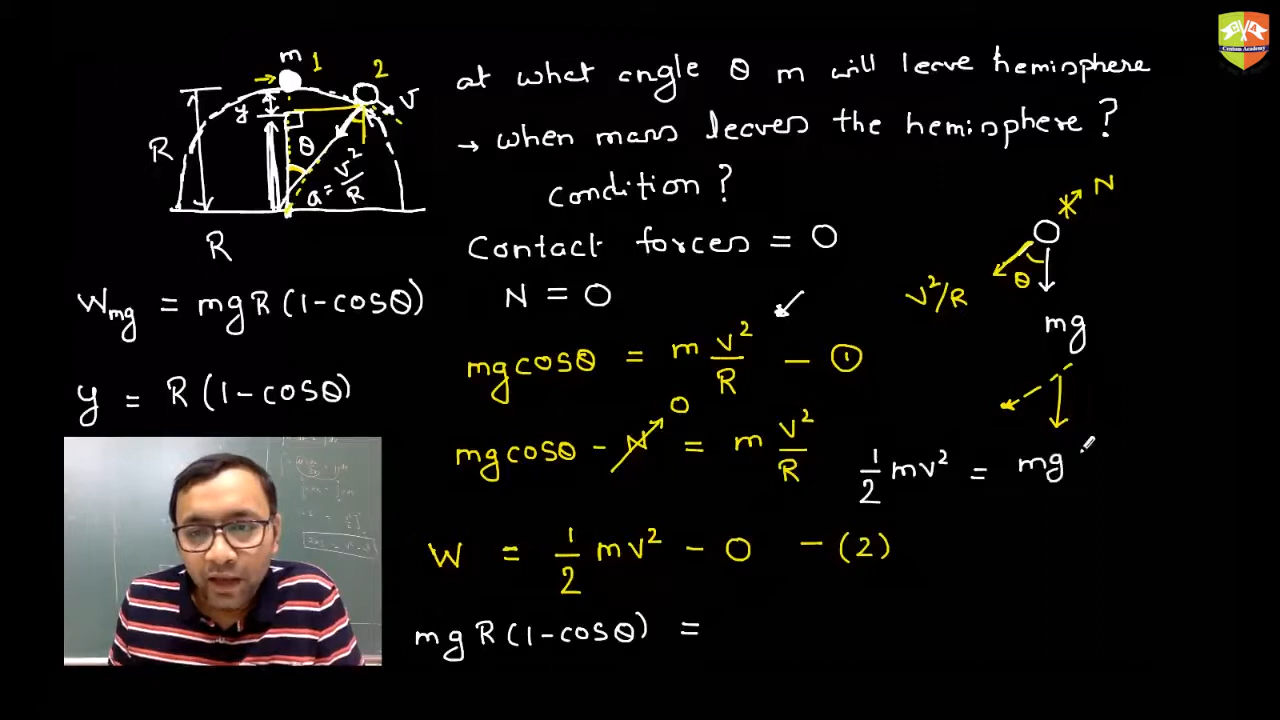 m 1 2
y v
R θ
a = v²/R
R
at what angle θ m will leave hemisphere
→ when mass leaves the hemisphere?
condition?
Contact forces = 0
N = 0
N
θ
v²/R
mg
W_mg = mgR(1-cosθ)
y = R(1-cosθ)
mgcosθ = m v²/R - ①
mgcosθ - N 0 = m v²/R
½ mv² = mg
W = ½ mv² - 0 - (2)
mgR(1-cosθ) =